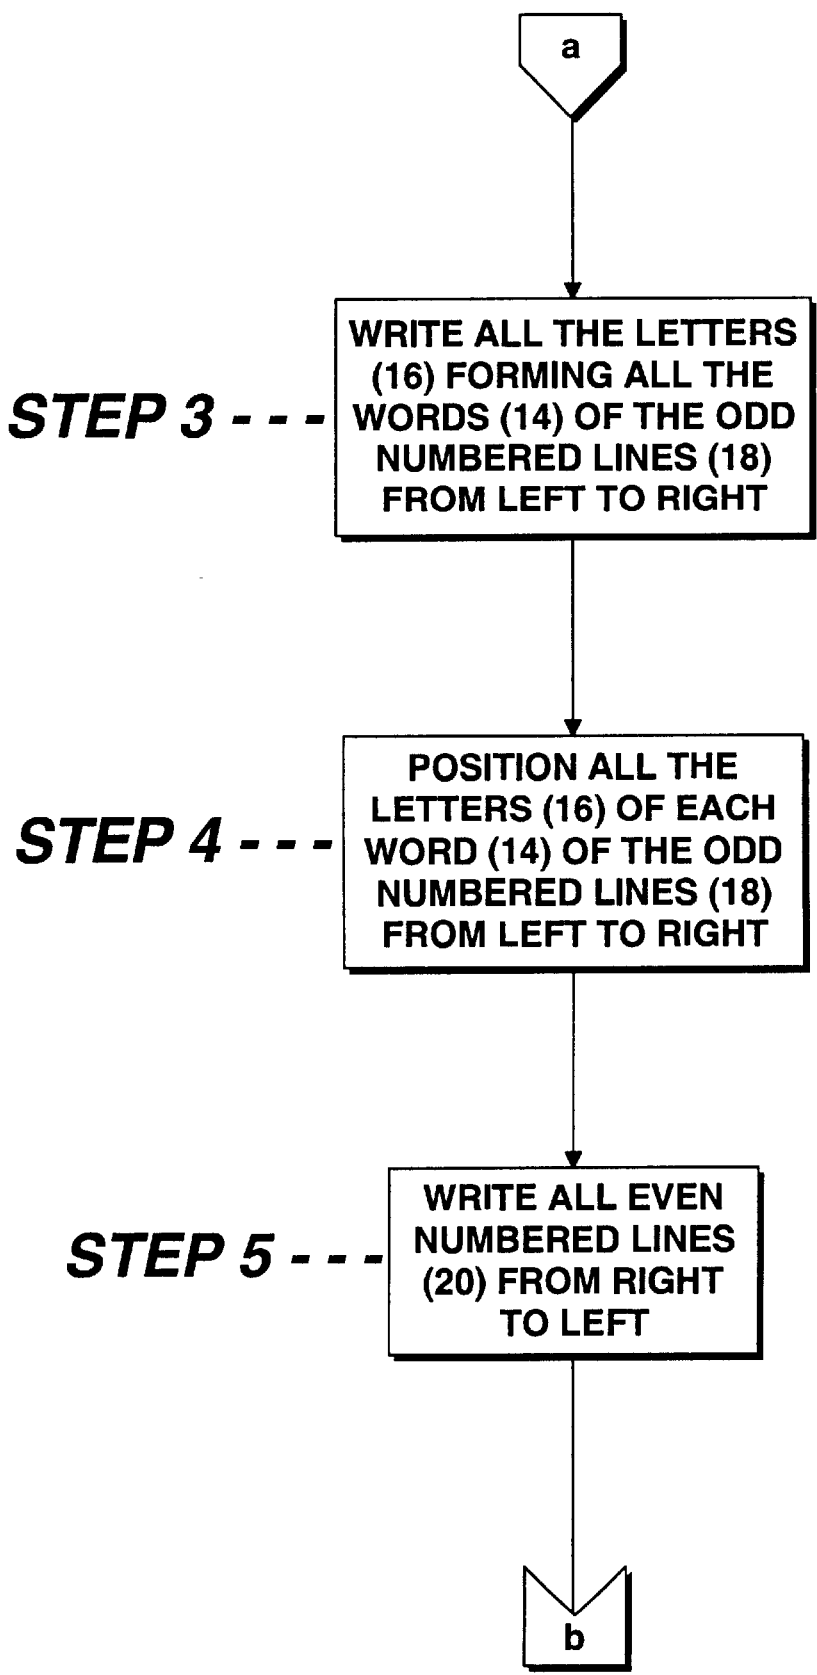 a
WRITE ALL THE LETTERS
(16) FORMING ALL THE
STEP 3 - - -
WORDS (14) OF THE ODD
NUMBERED LINES (18)
FROM LEFT TO RIGHT
POSITION ALL THE
LETTERS (16) OF EACH
STEP 4 - - -
WORD (14) OF THE ODD
NUMBERED LINES (18)
FROM LEFT TO RIGHT
WRITE ALL EVEN
NUMBERED LINES
STEP 5 - - -
(20) FROM RIGHT
TO LEFT
b